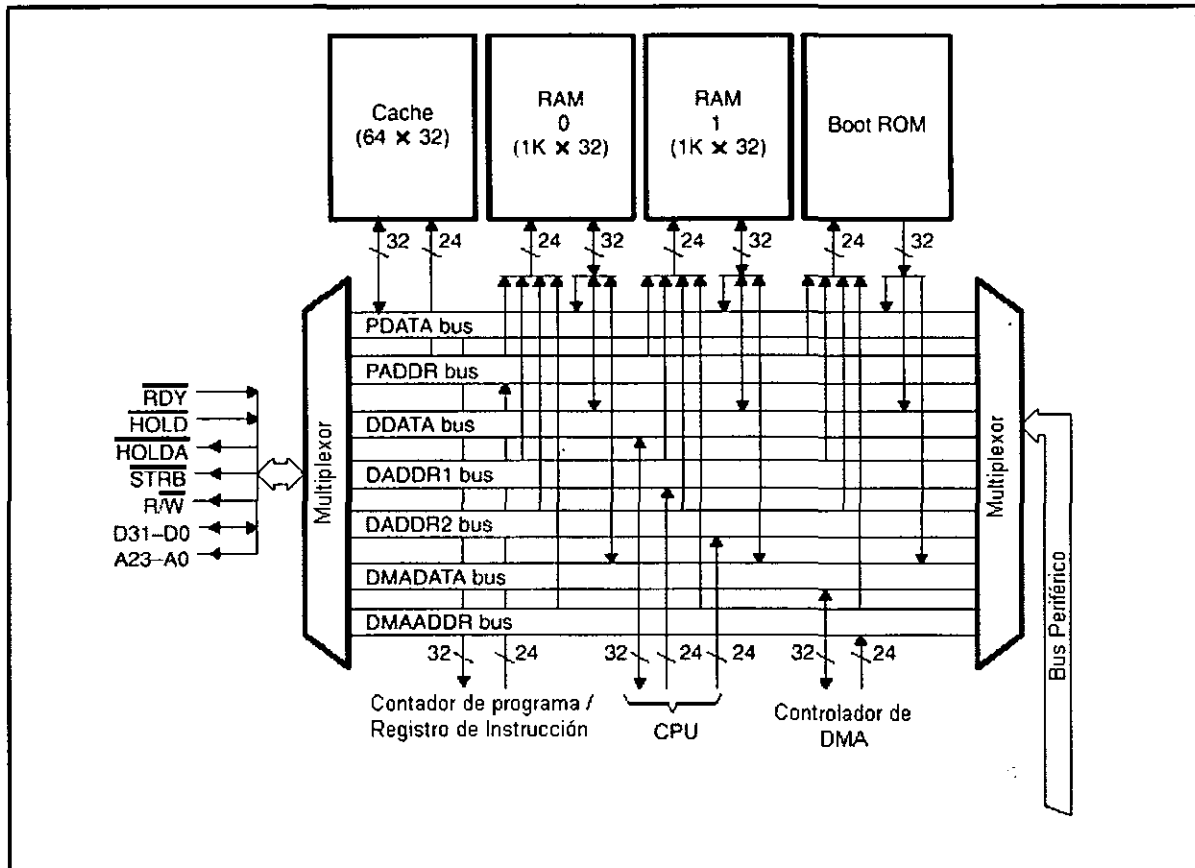 Cache
(64 × 32)
RAM
0
(1K × 32)
RAM
1
(1K × 32)
Boot ROM
32
24
24
32
24
32
24
32
PDATA bus
PADDR bus
DDATA bus
DADDR1 bus
DADDR2 bus
DMADATA bus
DMAADDR bus
Multiplexor
Multiplexor
RDY
HOLD
HOLDA
STRB
R/W
D31–D0
A23–A0
Bus Periférico
32
24
32
24
24
32
24
Contador de programa /
Registro de Instrucción
CPU
Controlador de
DMA